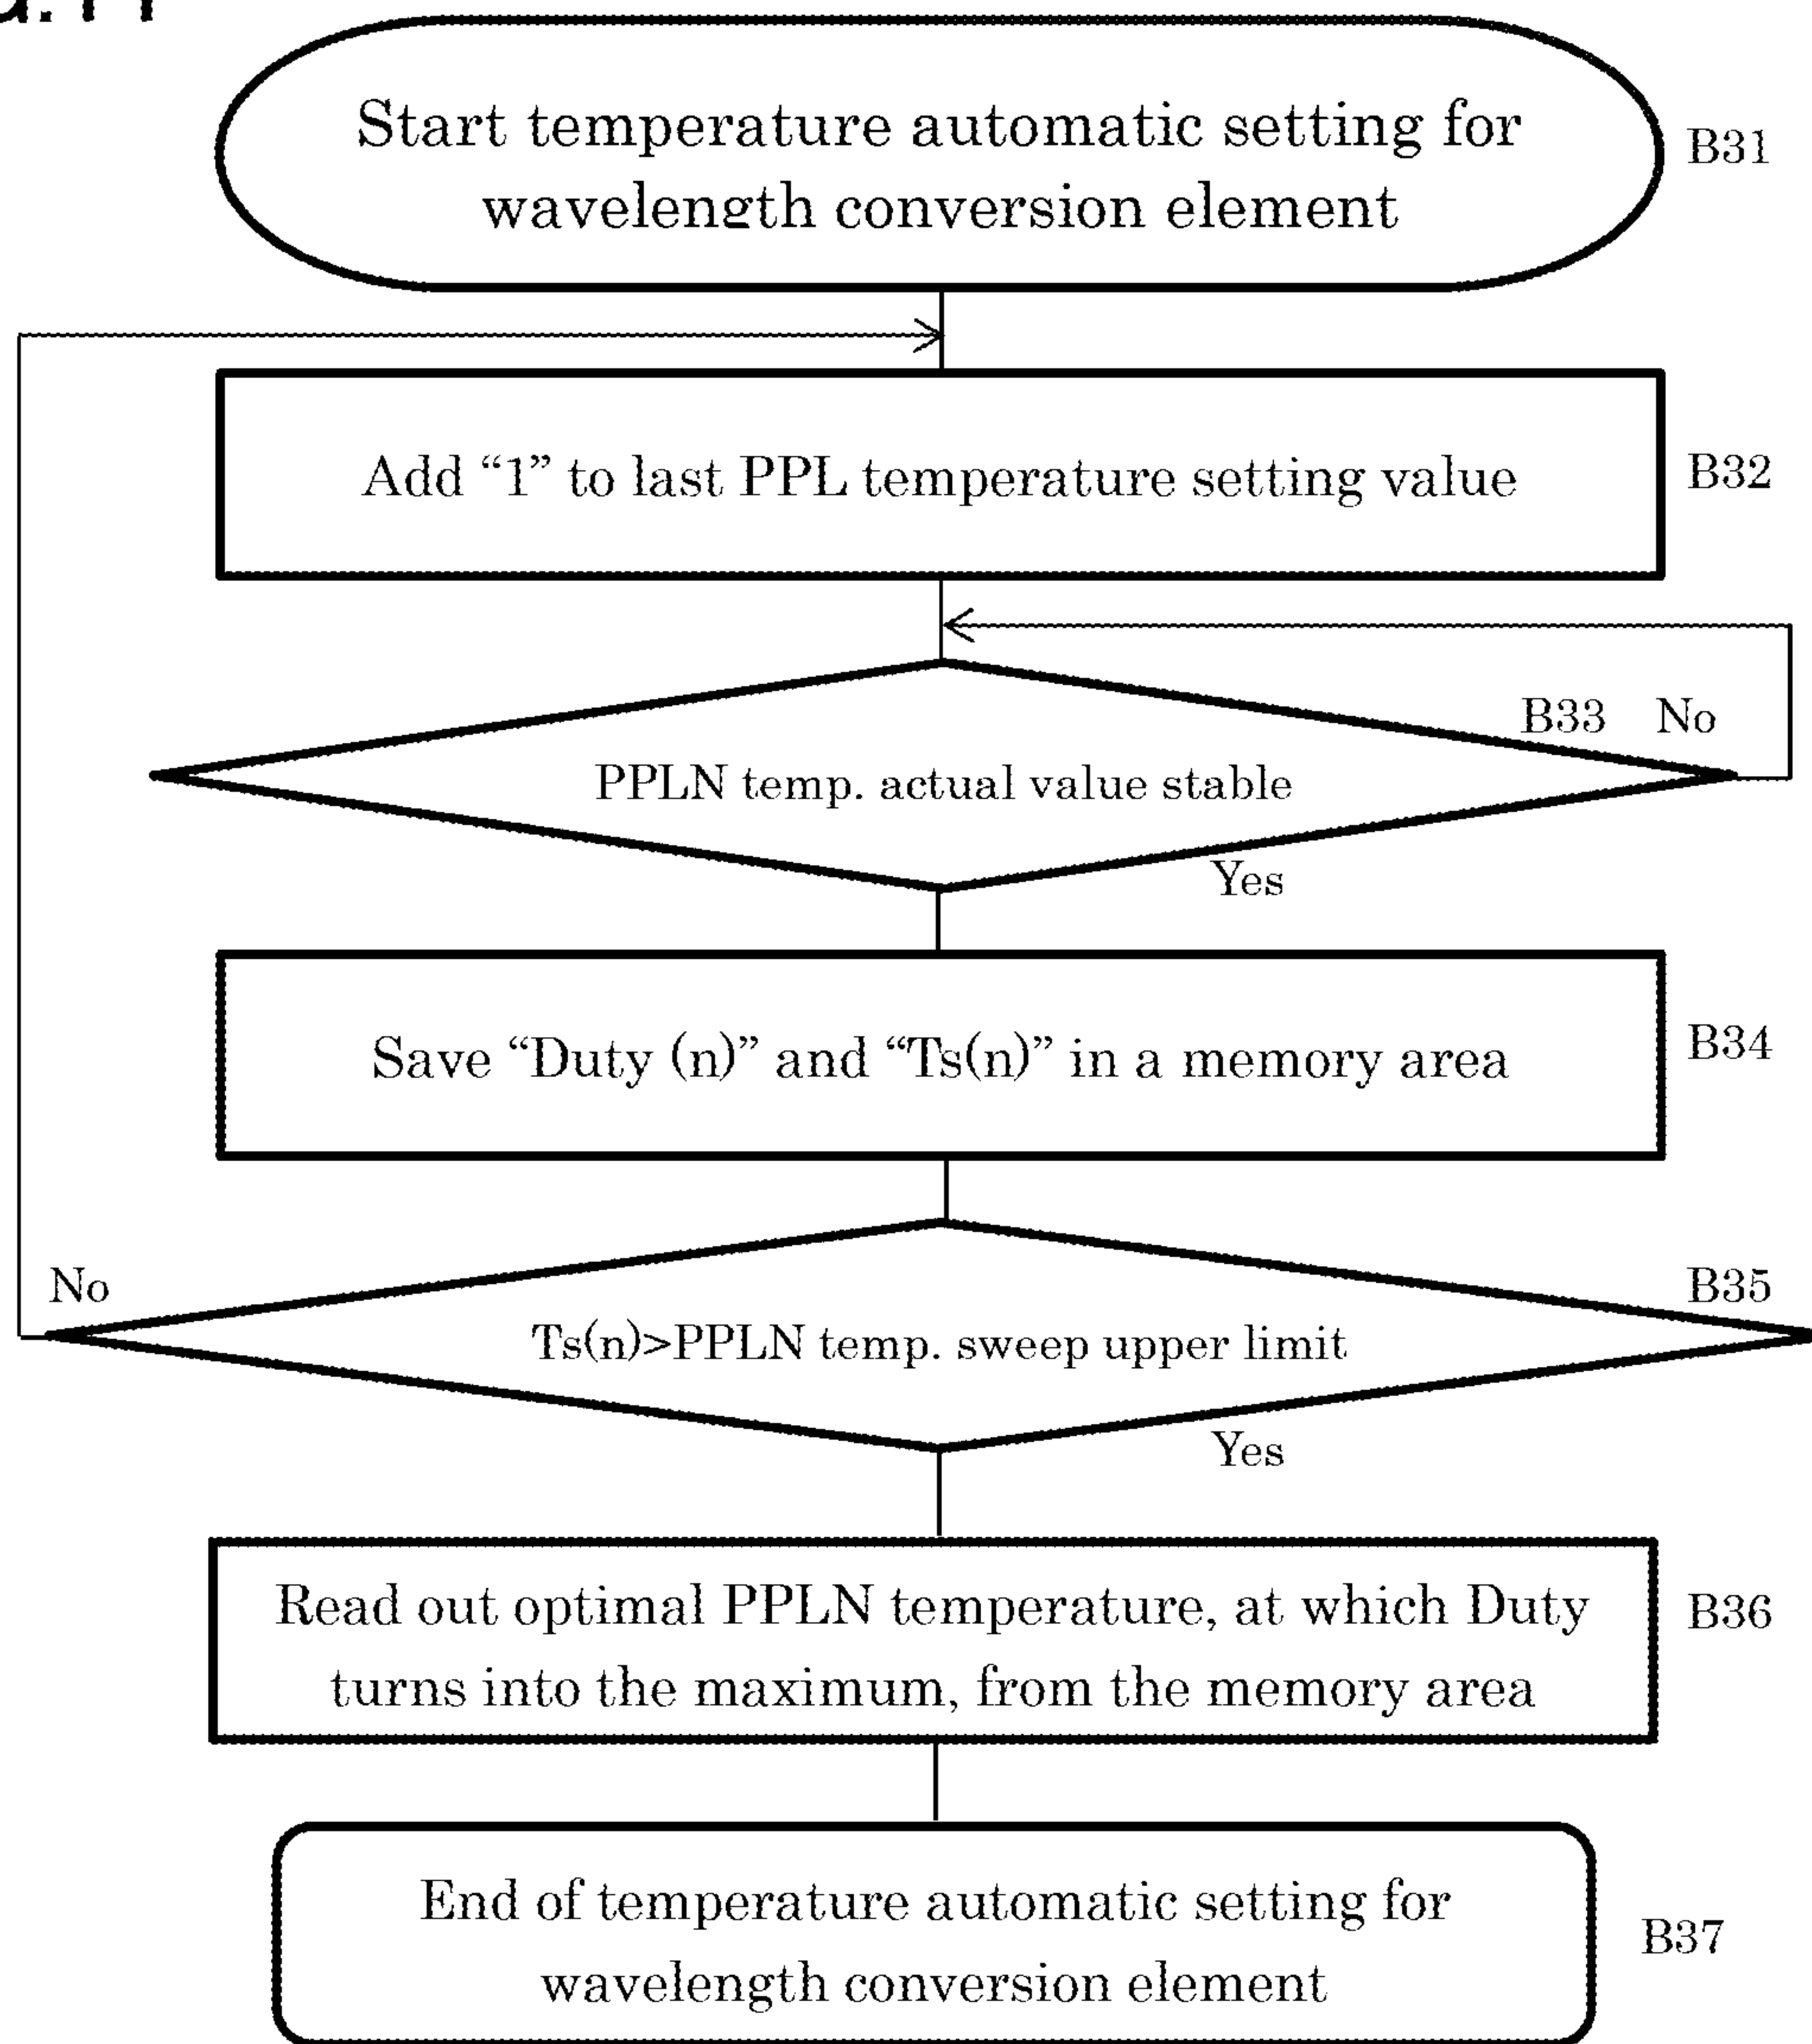 Start temperature automatic setting for
wavelength conversion element
B31
Add “1” to last PPL temperature setting value
B32
B33 No
PPLN temp. actual value stable
Yes
Save “Duty (n)” and “Ts(n)” in a memory area
B34
No
B35
Ts(n)>PPLN temp. sweep upper limit
Yes
Read out optimal PPLN temperature, at which Duty
turns into the maximum, from the memory area
B36
End of temperature automatic setting for
wavelength conversion element
B37